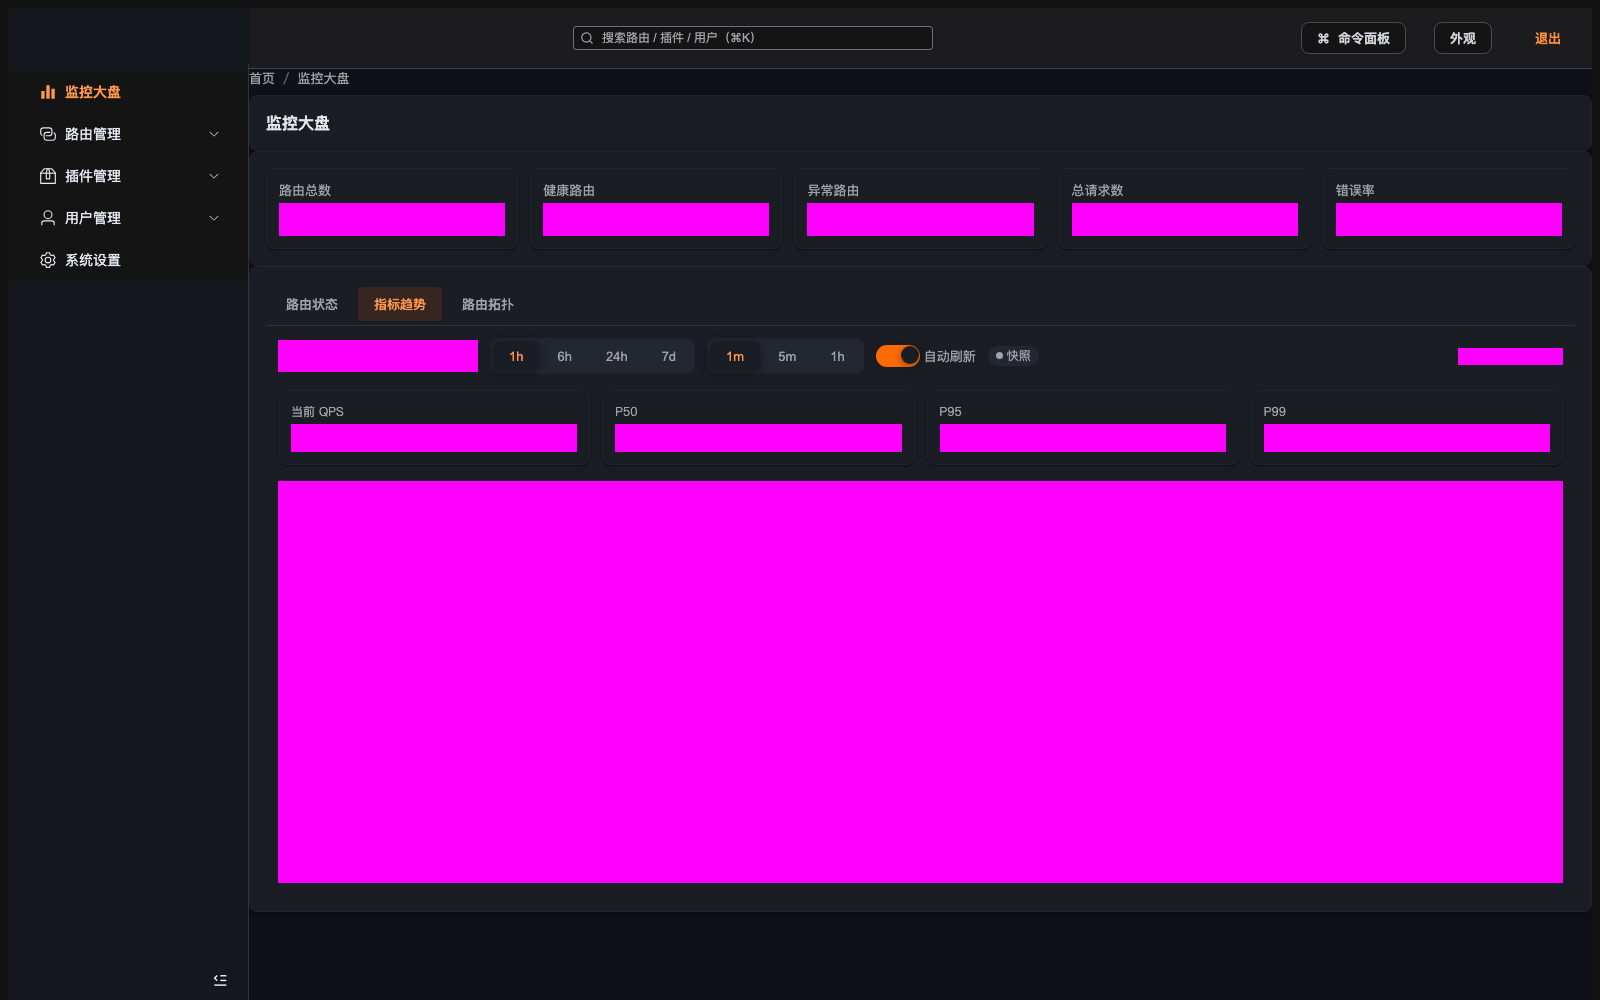 搜索路由 / 插件 / 用户（⌘K）
⌘ 命令面板
外观
退出
监控大盘
路由管理
插件管理
用户管理
系统设置
首页 / 监控大盘
监控大盘
路由总数
健康路由
异常路由
总请求数
错误率
路由状态
指标趋势
路由拓扑
1h
6h
24h
7d
1m
5m
1h
自动刷新
快照
当前 QPS
P50
P95
P99